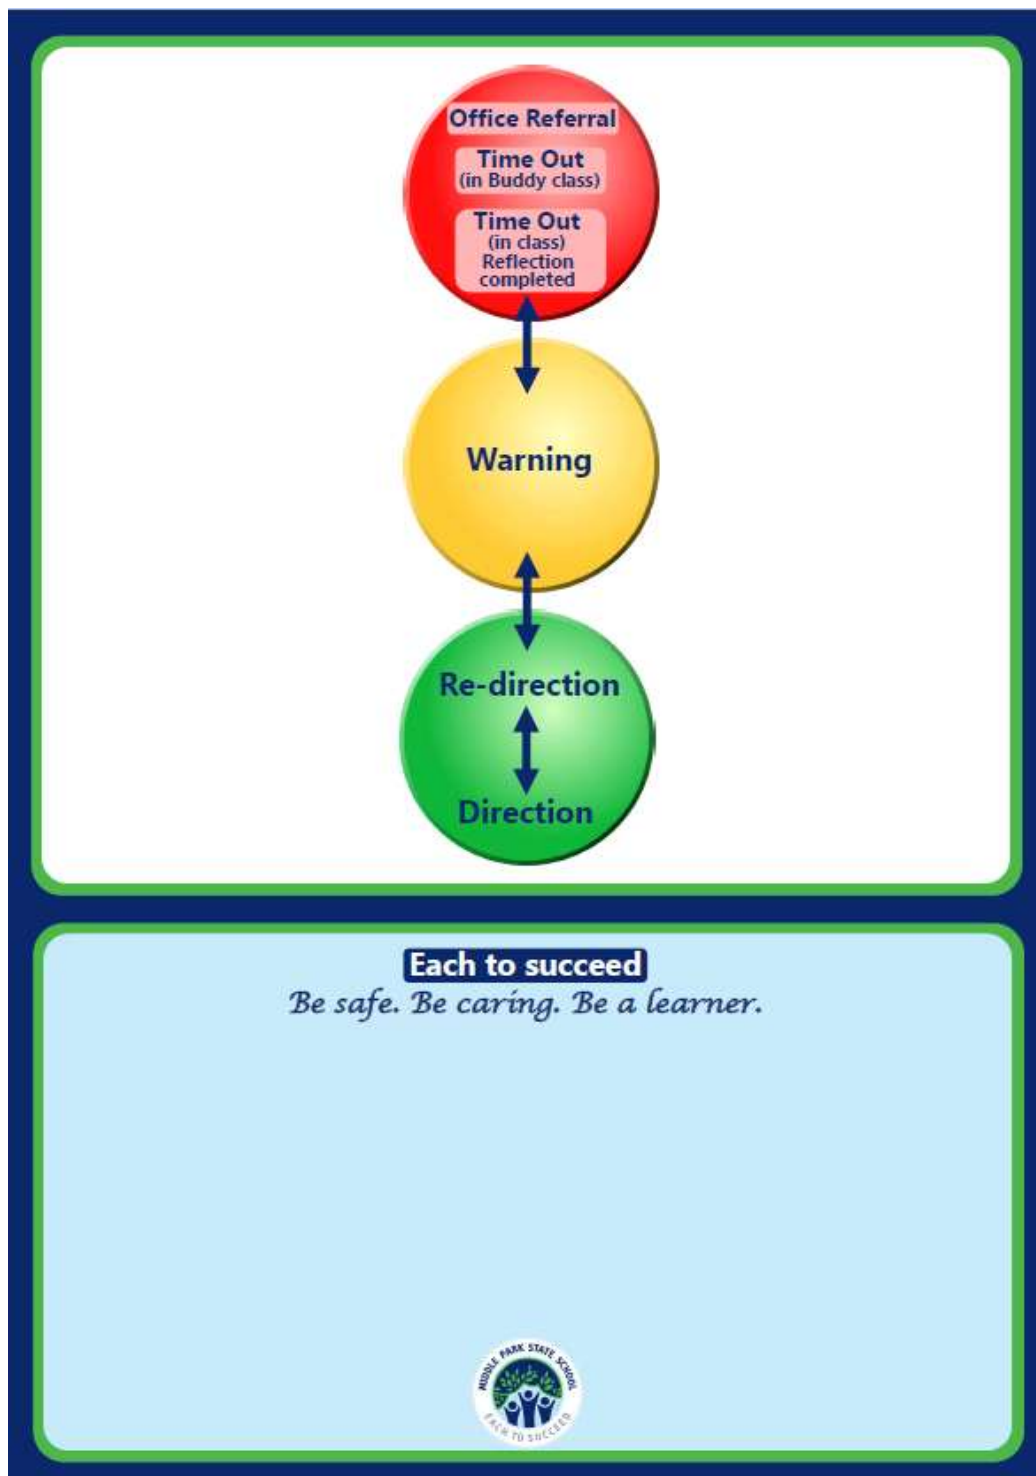 Office Referral
Time Out
(in Buddy class)
Time Out
(in class)
Reflection
completed
Warning
Re-direction
Direction
Each to succeed
Be safe. Be caring. Be a learner.
MIDDLE PARK STATE SCHOOL
EACH TO SUCCEED